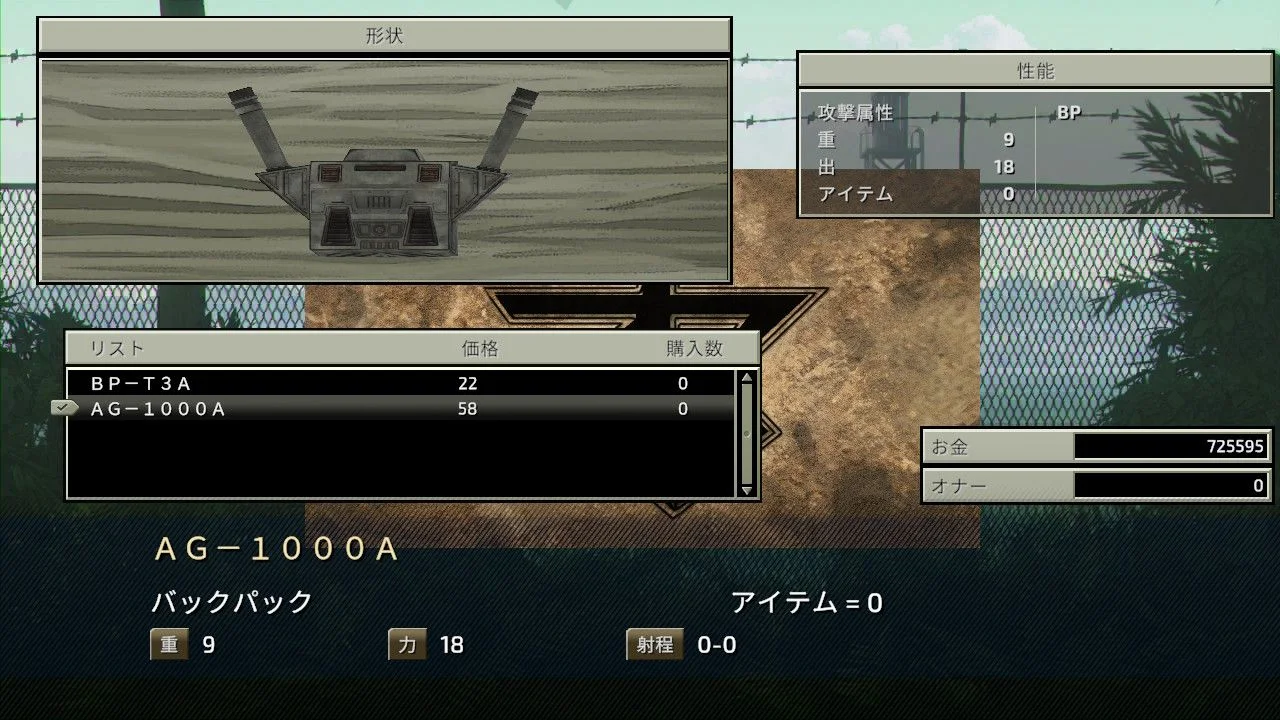 形状
性能
攻撃属性 BP
重 9
出 18
アイテム 0
リスト 価格 購入数
ＢＰ－Ｔ３Ａ 22 0
ＡＧ－１０００Ａ 58 0
お金 725595
オナー 0
ＡＧ－１０００Ａ
バックパック アイテム = 0
重 9 力 18 射程 0-0